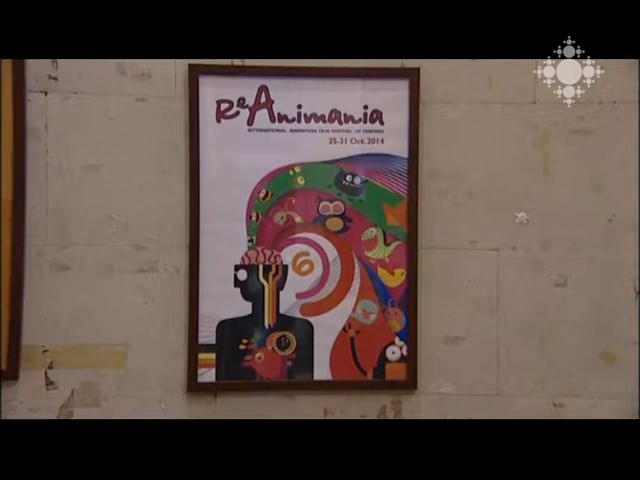 ReAnimania
INTERNATIONAL ANIMATION FILM FESTIVAL OF YEREVAN
25-31 Oct. 2014
6